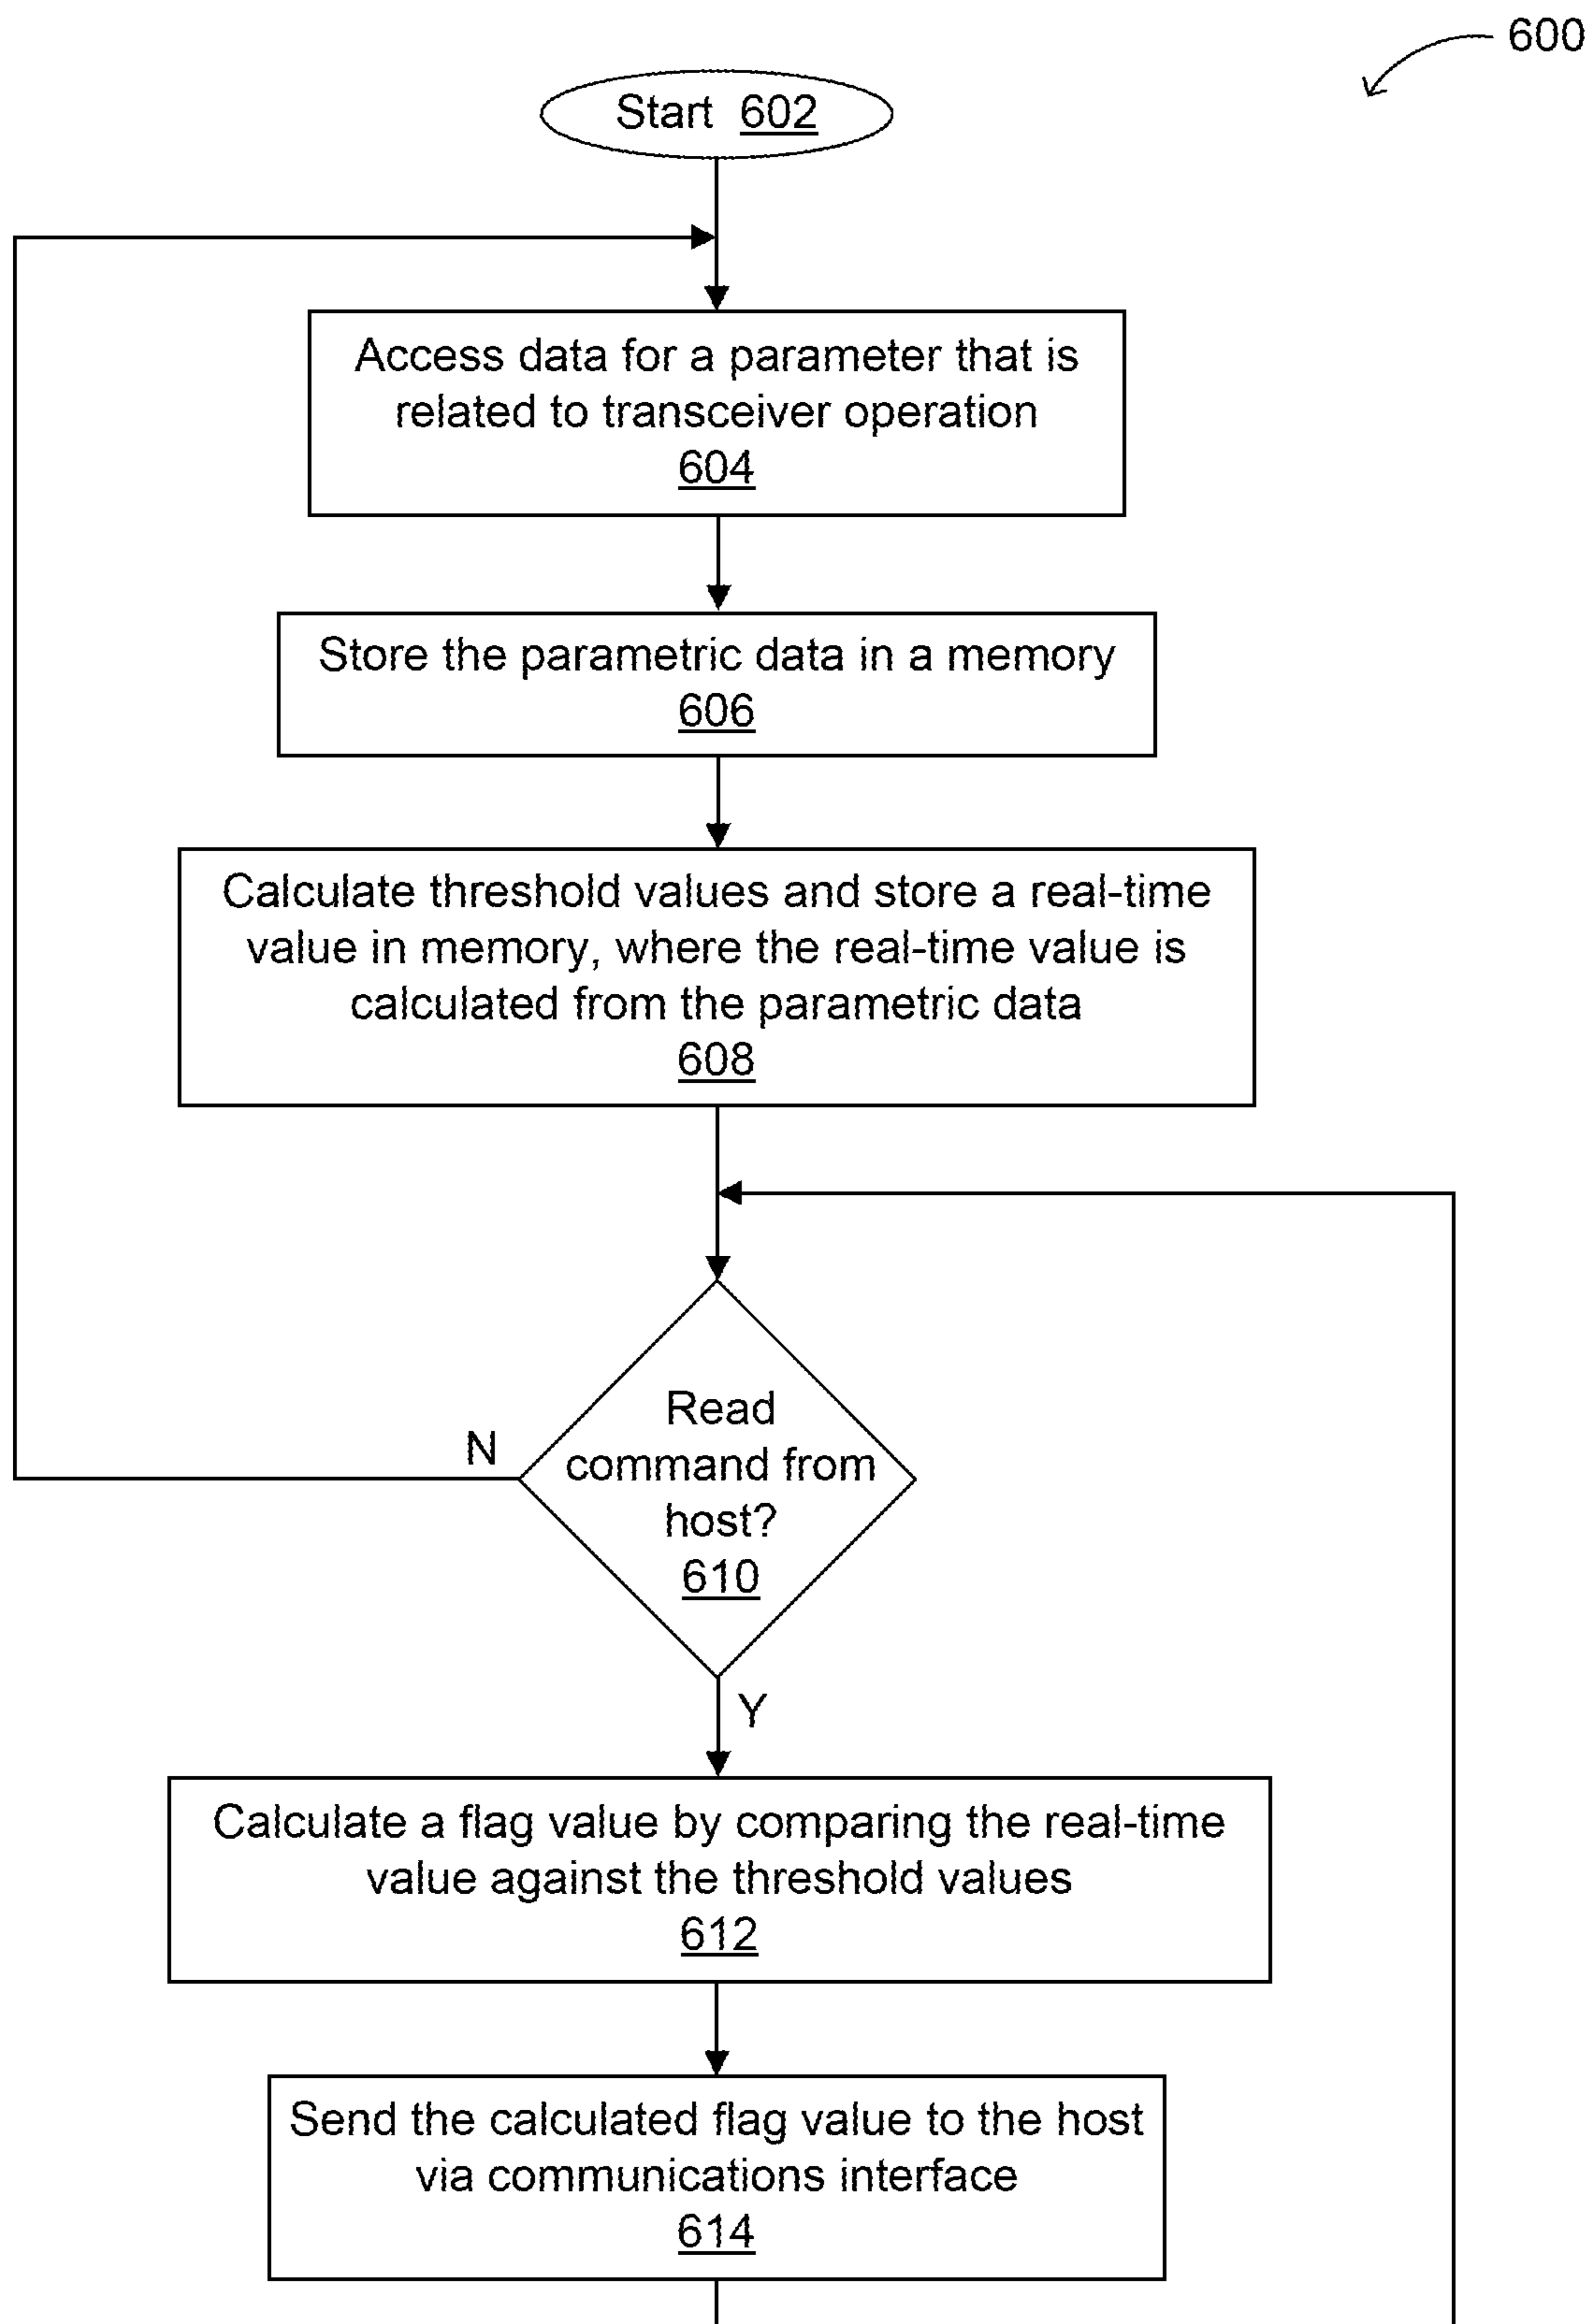 600
Start 602
Access data for a parameter that is
related to transceiver operation
604
Store the parametric data in a memory
606
Calculate threshold values and store a real-time
value in memory, where the real-time value is
calculated from the parametric data
608
Read
command from
host?
610
N
Y
Calculate a flag value by comparing the real-time
value against the threshold values
612
Send the calculated flag value to the host
via communications interface
614